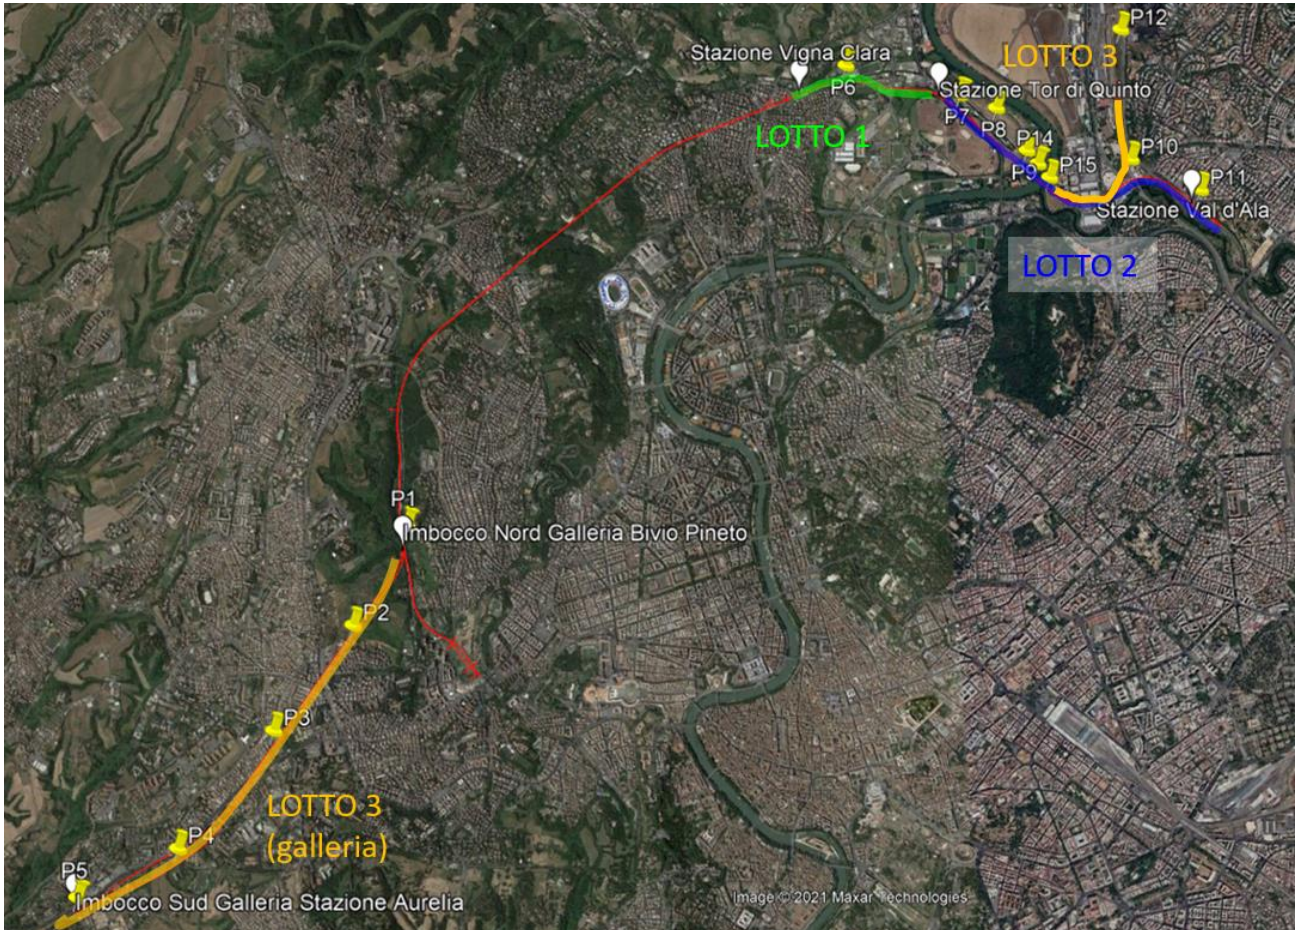 P12
Stazione Vigna Clara
LOTTO 3
P6
Stazione Tor di Quinto
P7
LOTTO 1
P8
P14
P10
P9
P15
P11
Stazione Val d'Ala
LOTTO 2
P1
Imbocco Nord Galleria Bivio Pineto
P2
P3
LOTTO 3
(galleria)
P4
P5
Imbocco Sud Galleria Stazione Aurelia
Image © 2021 Maxar Technologies